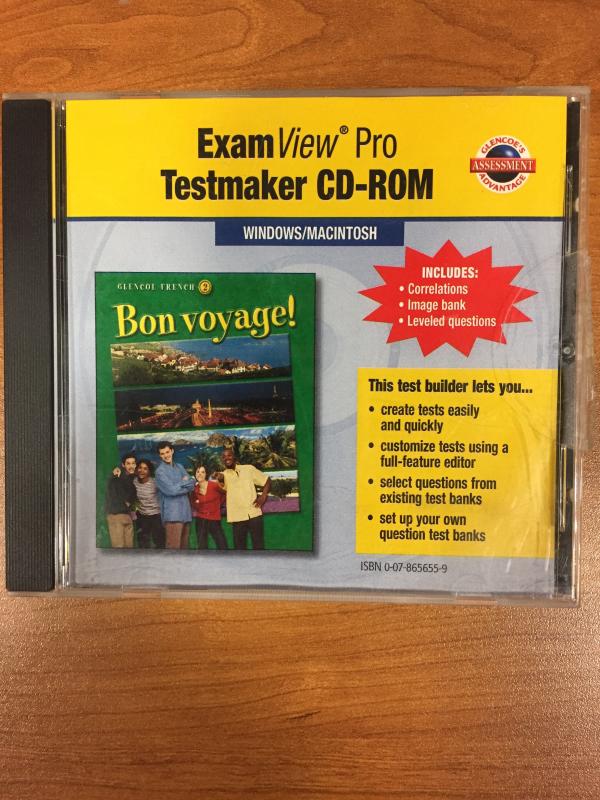 ExamView® Pro
Testmaker CD-ROM
GLENCOE'S
ASSESSMENT
ADVANTAGE
WINDOWS/MACINTOSH
INCLUDES:
• Correlations
• Image bank
• Leveled questions
GLENCOE FRENCH 2
Bon voyage!
This test builder lets you...
• create tests easily
and quickly
• customize tests using a
full-feature editor
• select questions from
existing test banks
• set up your own
question test banks
ISBN 0-07-865655-9